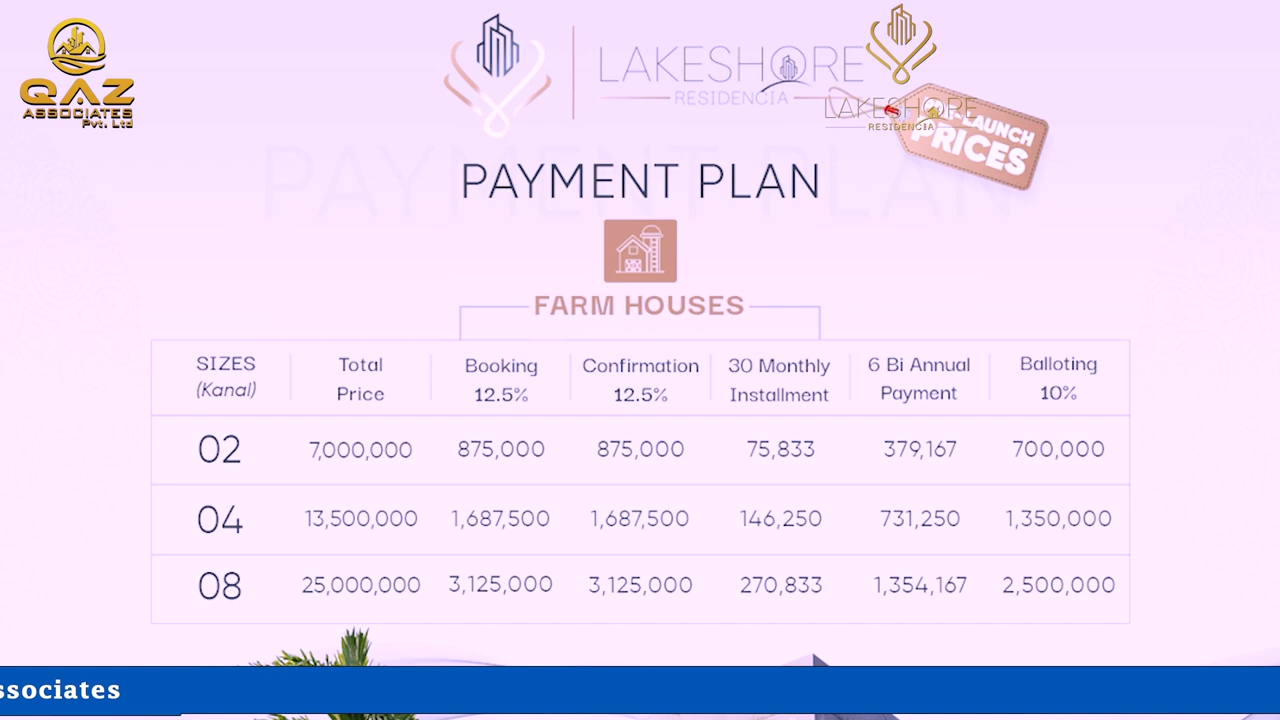 QAZ
ASSOCIATES
Pvt. Ltd
LAKESHORE
RESIDENCIA
LAKESHORE
RESIDENCIA
LAUNCH
PRICES
PAYMENT PLAN
PAYMENT PLAN
FARM HOUSES
SIZES (Kanal) Total Price Booking 12.5% Confirmation 12.5% 30 Monthly Installment 6 Bi Annual Payment Balloting 10%
02 7,000,000 875,000 875,000 75,833 379,167 700,000
04 13,500,000 1,687,500 1,687,500 146,250 731,250 1,350,000
08 25,000,000 3,125,000 3,125,000 270,833 1,354,167 2,500,000
ssociates